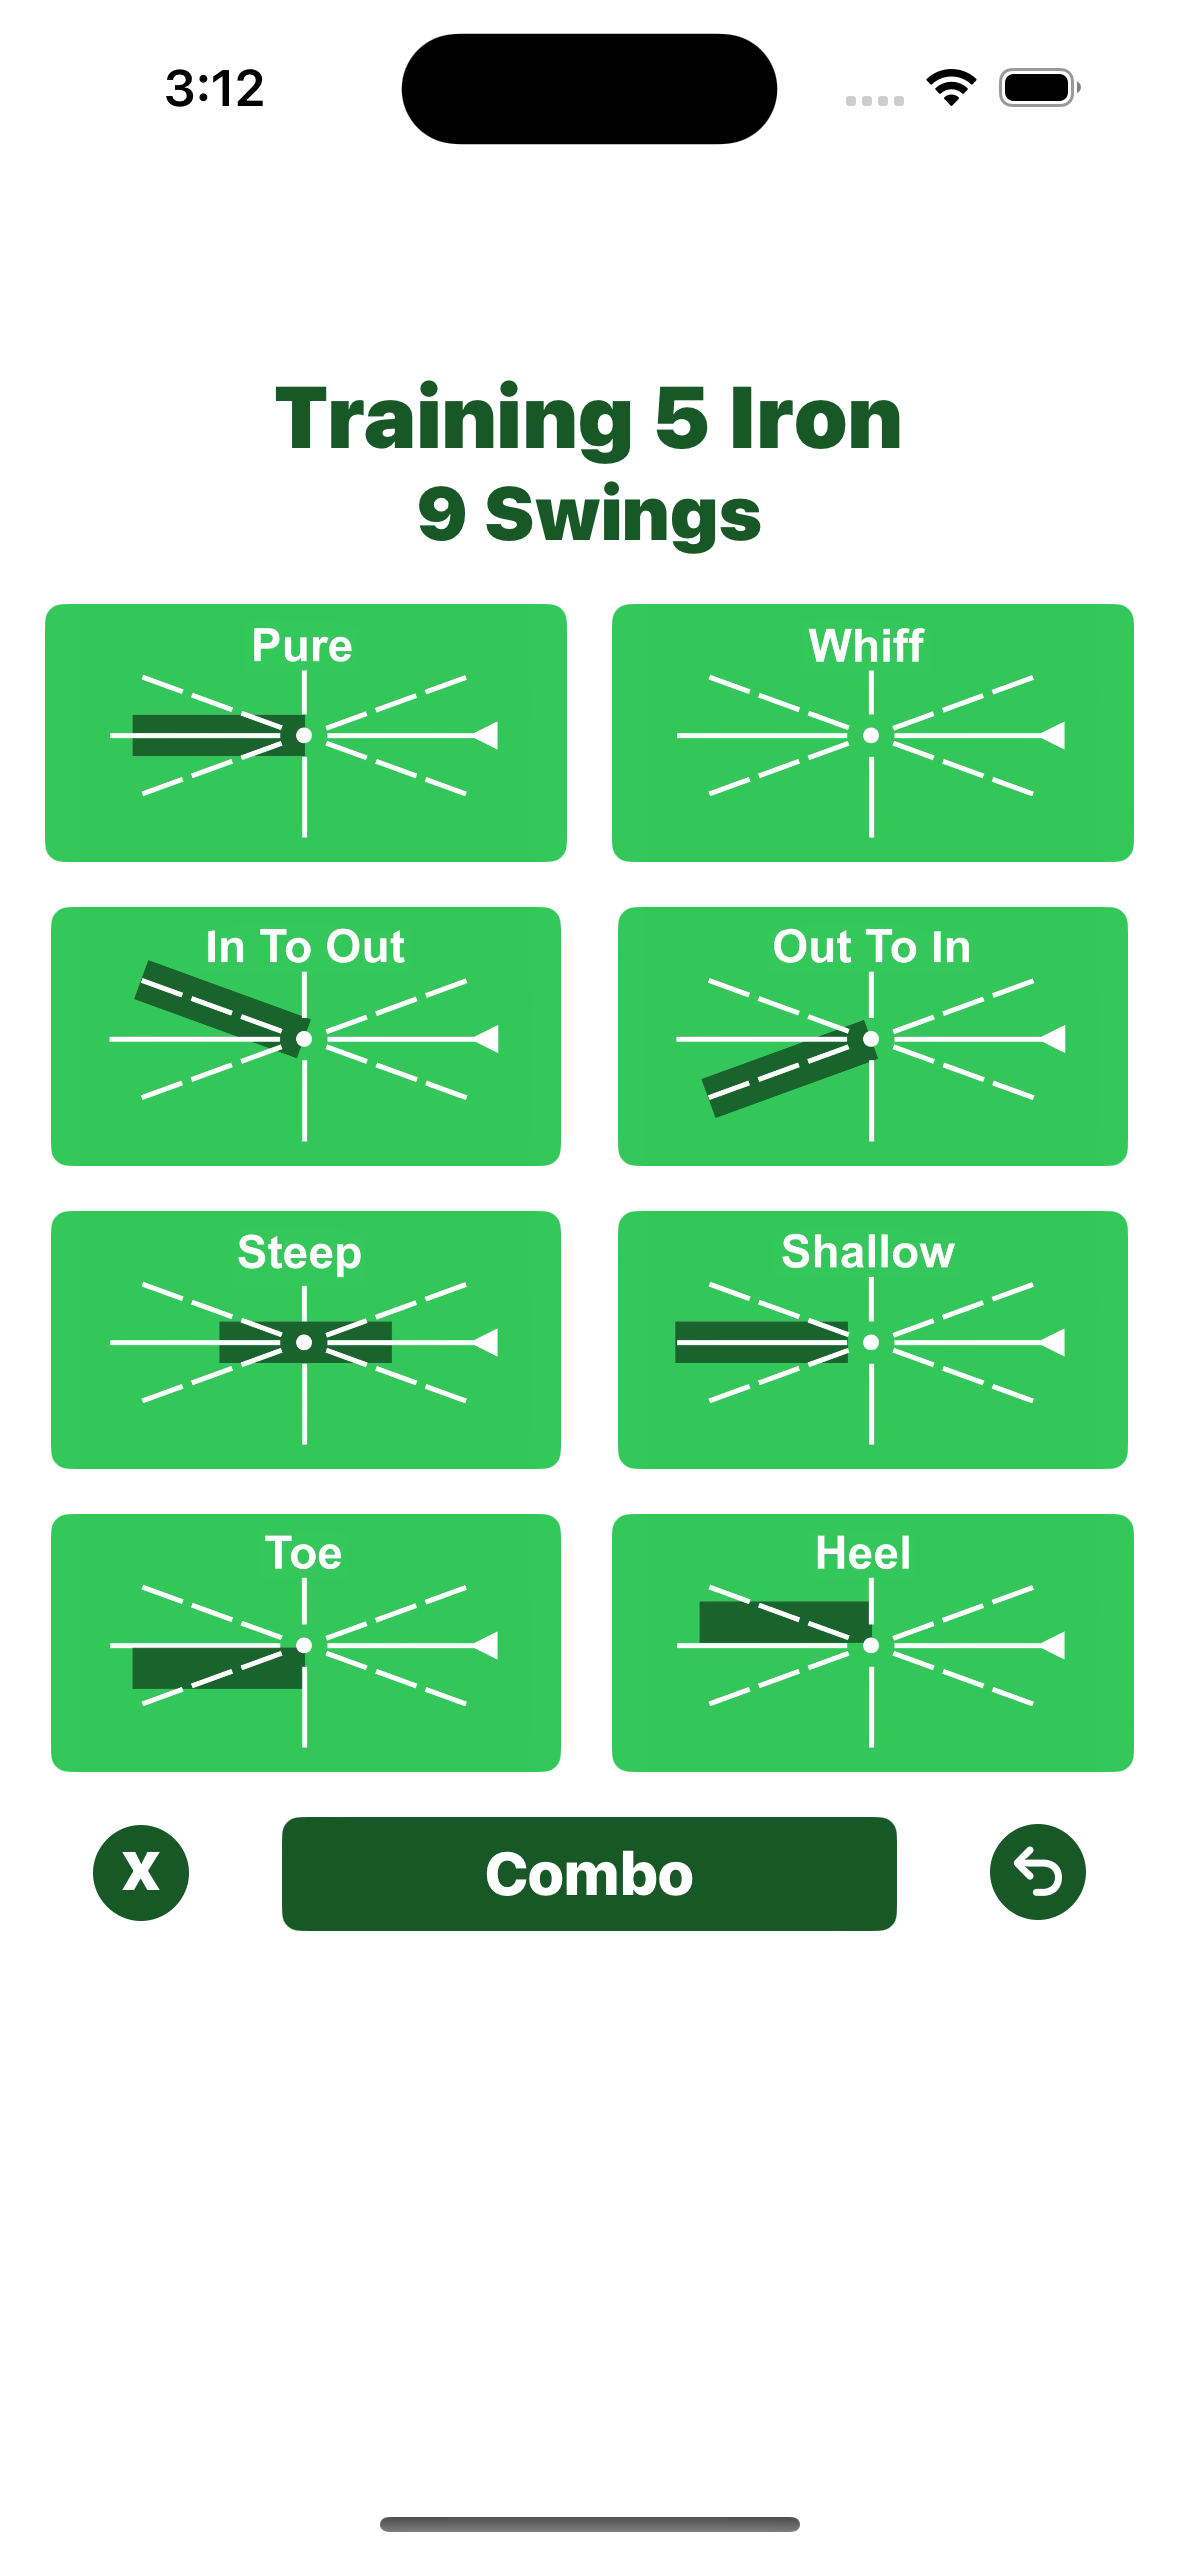 3:12
Training 5 Iron
9 Swings
Pure
Whiff
In To Out
Out To In
Steep
Shallow
Toe
Heel
X
Combo